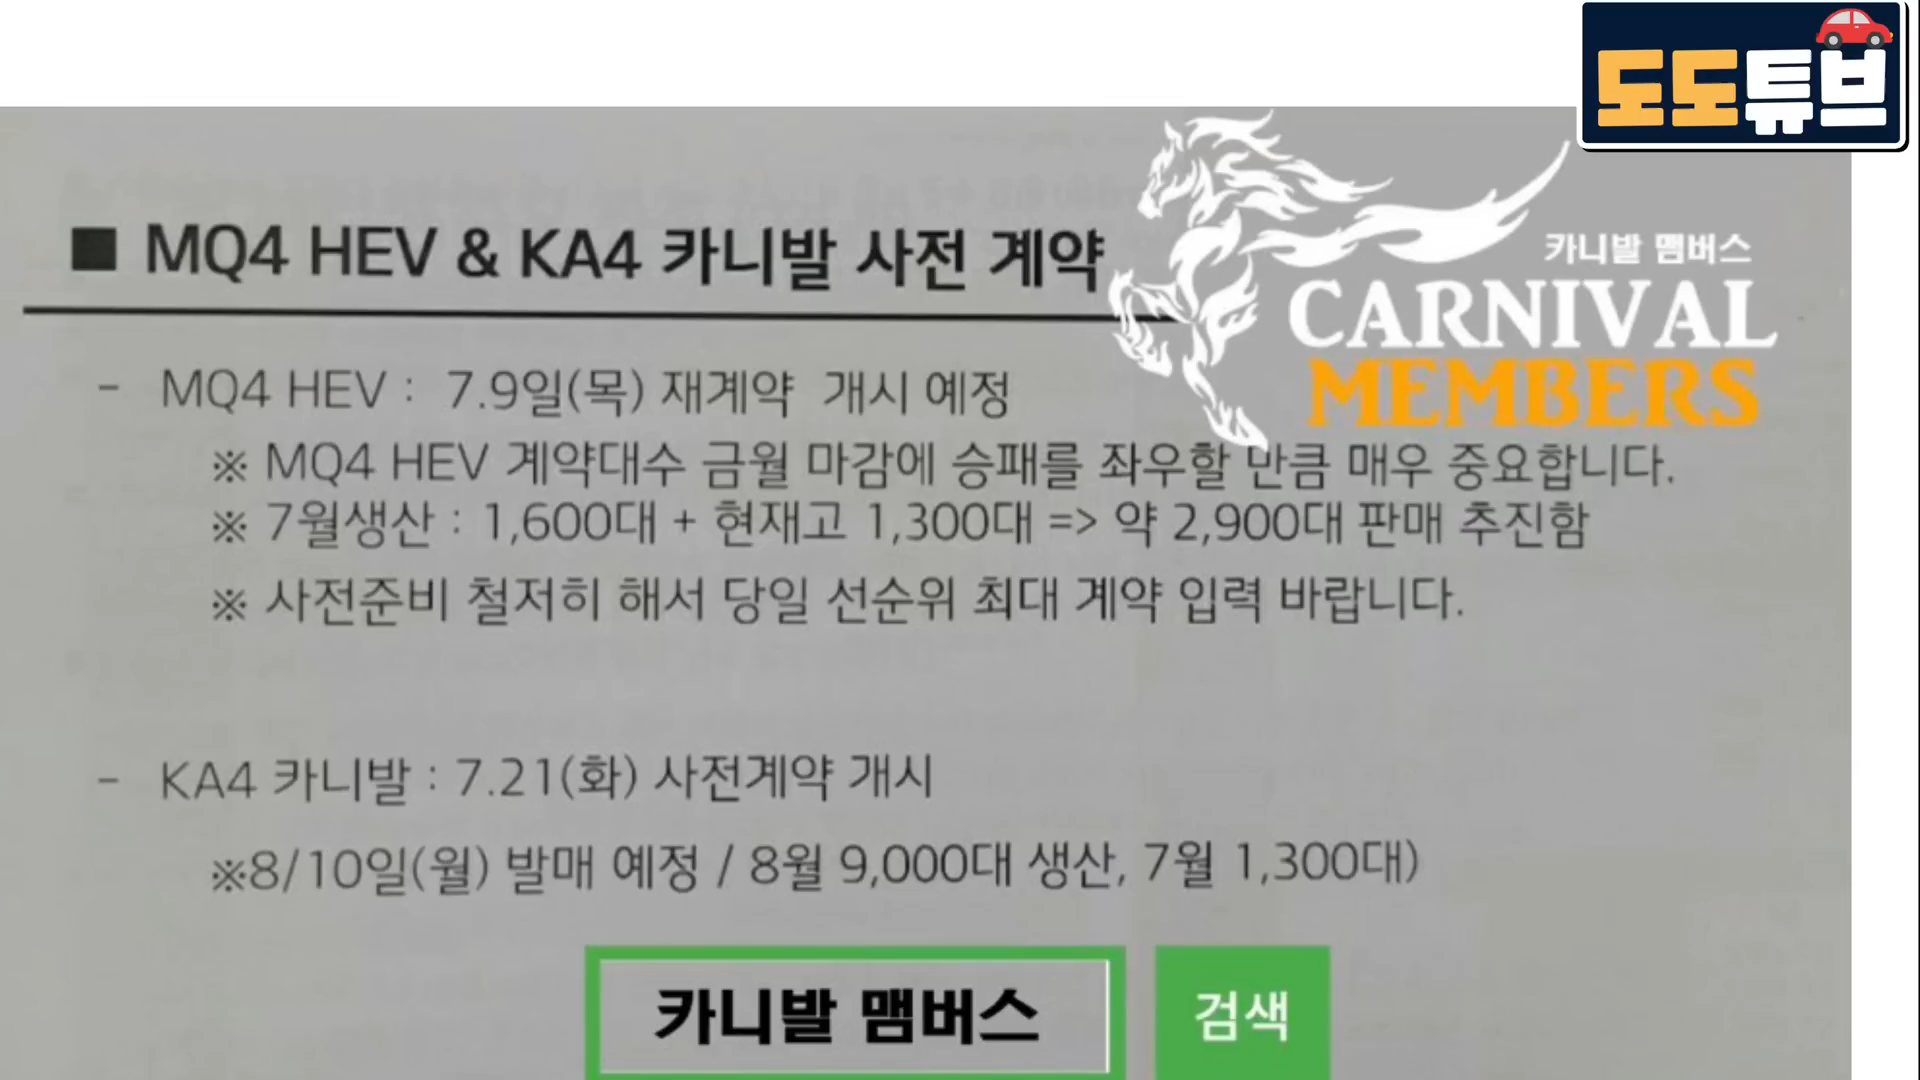 도도튜브
■ MQ4 HEV & KA4 카니발 사전 계약
카니발 맴버스
CARNIVAL
MEMBERS
- MQ4 HEV : 7.9일(목) 재계약 개시 예정
※ MQ4 HEV 계약대수 금월 마감에 승패를 좌우할 만큼 매우 중요합니다.
※ 7월생산 : 1,600대 + 현재고 1,300대 => 약 2,900대 판매 추진함
※ 사전준비 철저히 해서 당일 선순위 최대 계약 입력 바랍니다.
- KA4 카니발 : 7.21(화) 사전계약 개시
※8/10일(월) 발매 예정 / 8월 9,000대 생산, 7월 1,300대)
카니발 맴버스 검색